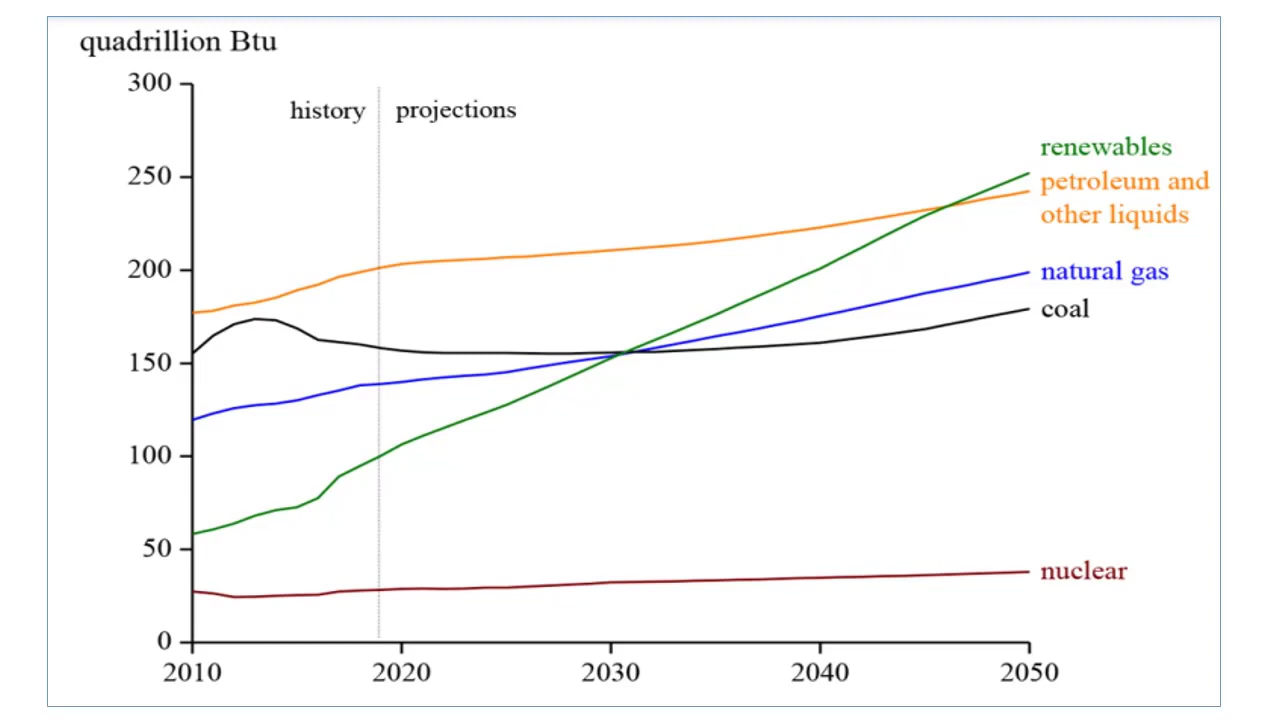 quadrillion Btu
300
history
projections
renewables
250
petroleum and
other liquids
200
natural gas
coal
150
100
50
nuclear
0
2010
2020
2030
2040
2050